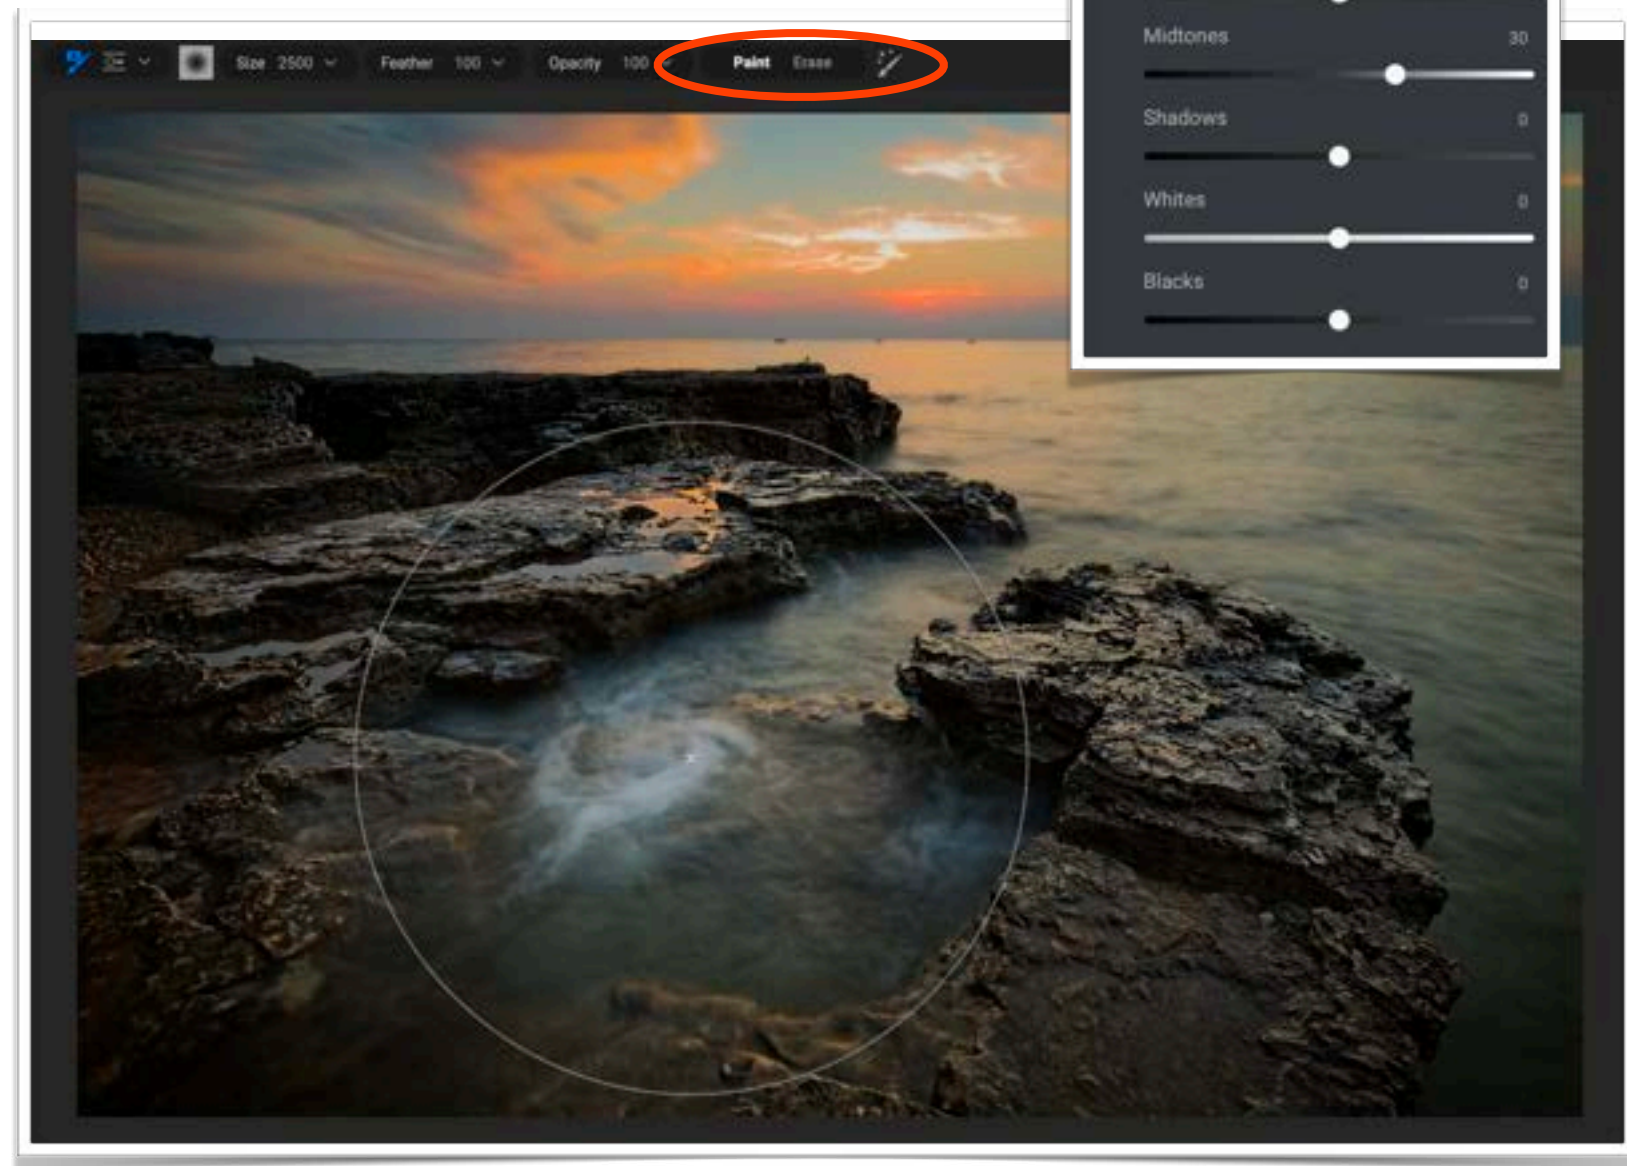 Size 2500 Feather 100 Opacity 100 Paint Erase
Midtones 30
Shadows 0
Whites 0
Blacks 0